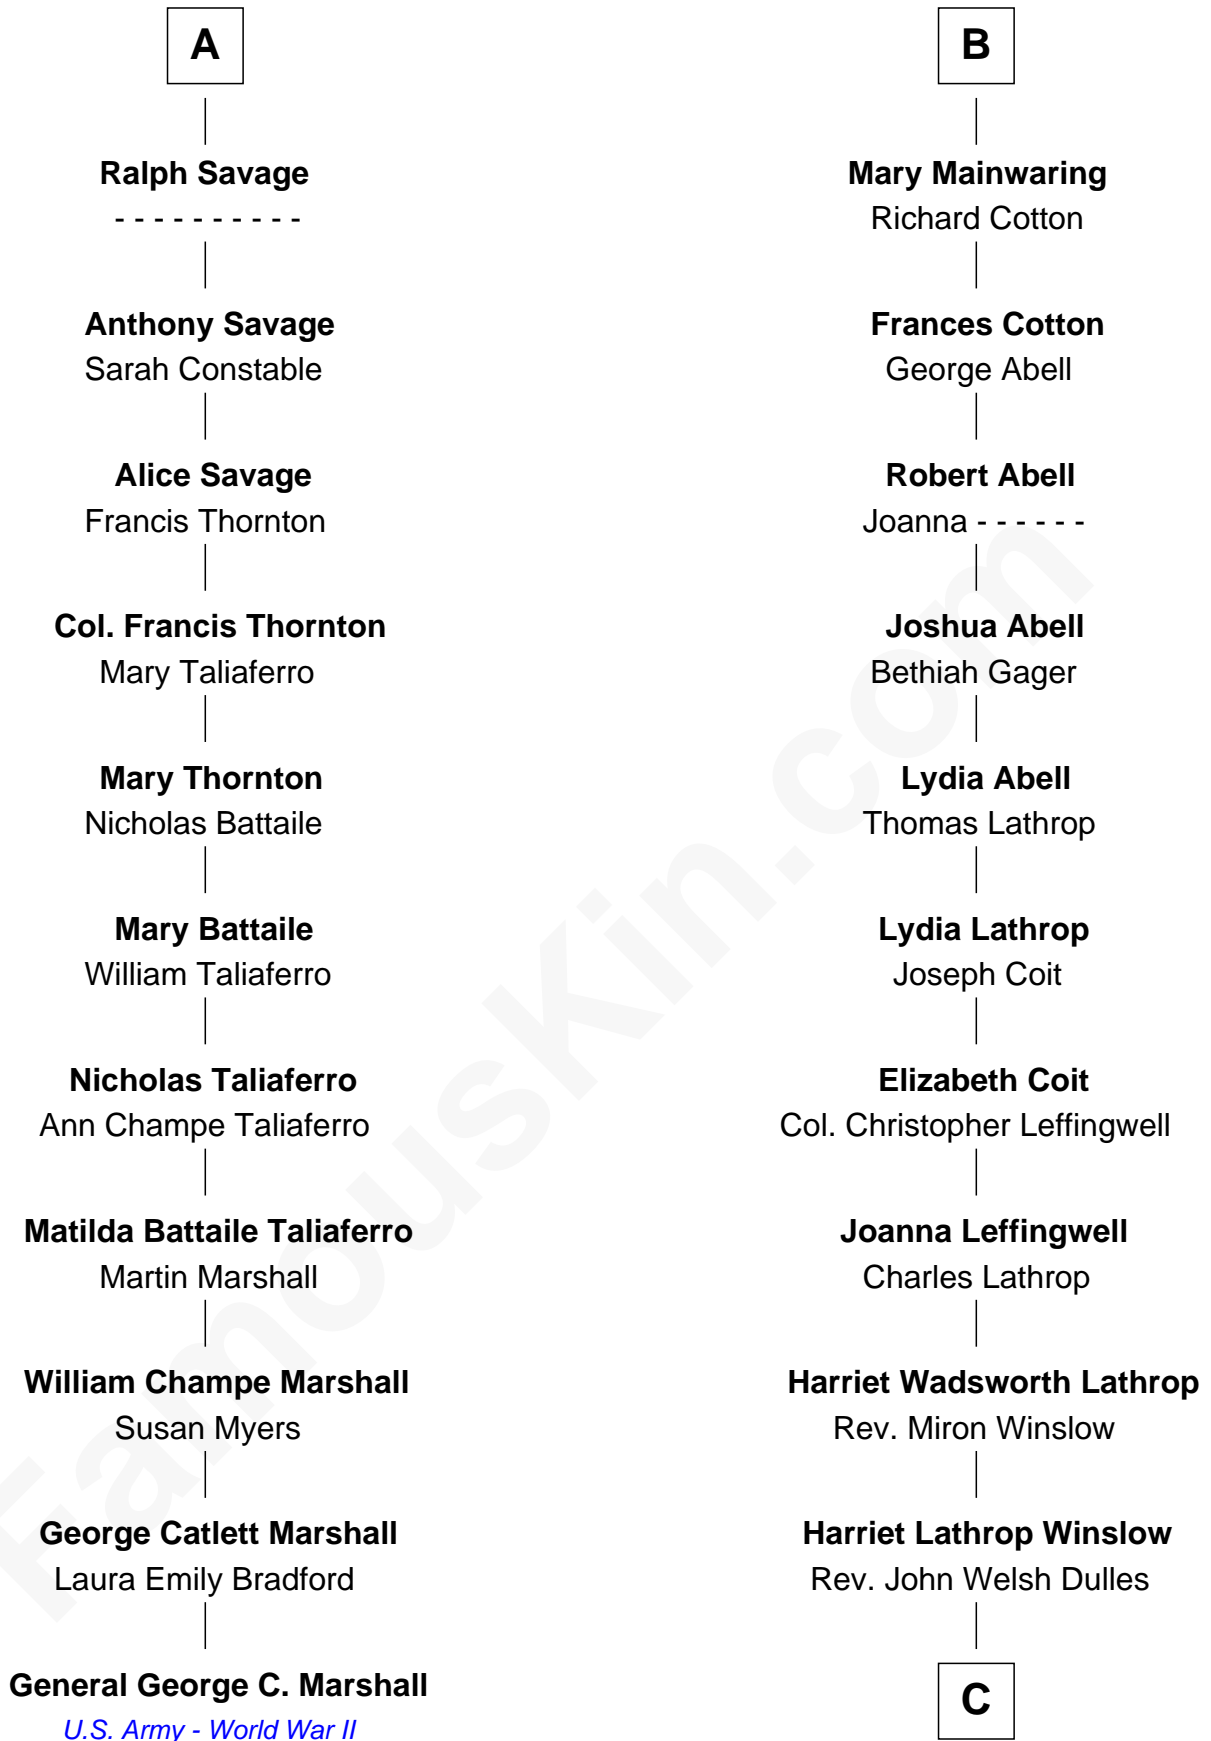 A
Ralph Savage
- - - - - - - - - -
Anthony Savage
Sarah Constable
Alice Savage
Francis Thornton
Col. Francis Thornton
Mary Taliaferro
Mary Thornton
Nicholas Battaile
Mary Battaile
William Taliaferro
Nicholas Taliaferro
Ann Champe Taliaferro
Matilda Battaile Taliaferro
Martin Marshall
William Champe Marshall
Susan Myers
George Catlett Marshall
Laura Emily Bradford
General George C. Marshall
U.S. Army - World War II
B
Mary Mainwaring
Richard Cotton
Frances Cotton
George Abell
Robert Abell
Joanna - - - - - -
Joshua Abell
Bethiah Gager
Lydia Abell
Thomas Lathrop
Lydia Lathrop
Joseph Coit
Elizabeth Coit
Col. Christopher Leffingwell
Joanna Leffingwell
Charles Lathrop
Harriet Wadsworth Lathrop
Rev. Miron Winslow
Harriet Lathrop Winslow
Rev. John Welsh Dulles
C
FamousKin.com